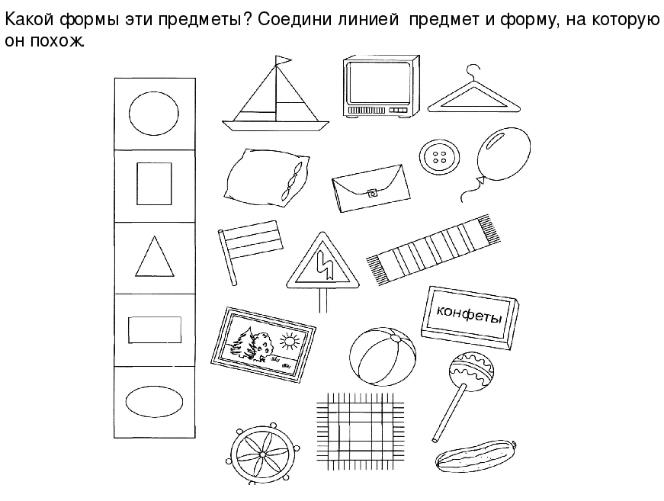 Какой формы эти предметы? Соедини линией предмет и форму, на которую
он похож.
конфеты